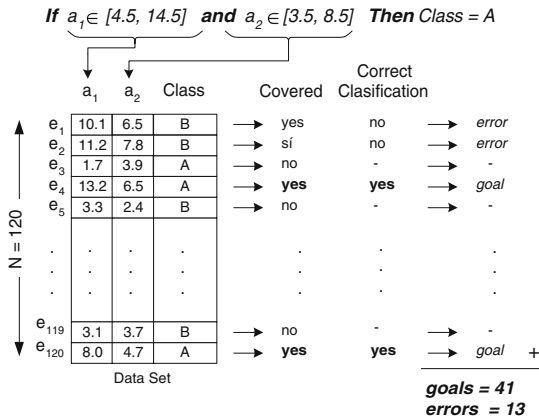 If a1 ∈ [4.5, 14.5] and a2 ∈ [3.5, 8.5] Then Class = A
Correct
a1 a2 Class Covered Clasification
e1 10.1 6.5 B yes no error
e2 11.2 7.8 B sí no error
e3 1.7 3.9 A no - -
e4 13.2 6.5 A yes yes goal
e5 3.3 2.4 B no - -
. . . . . . .
. . . . . . .
. . . . . . .
e119 3.1 3.7 B no - -
e120 8.0 4.7 A yes yes goal +
N = 120
Data Set
goals = 41
errors = 13